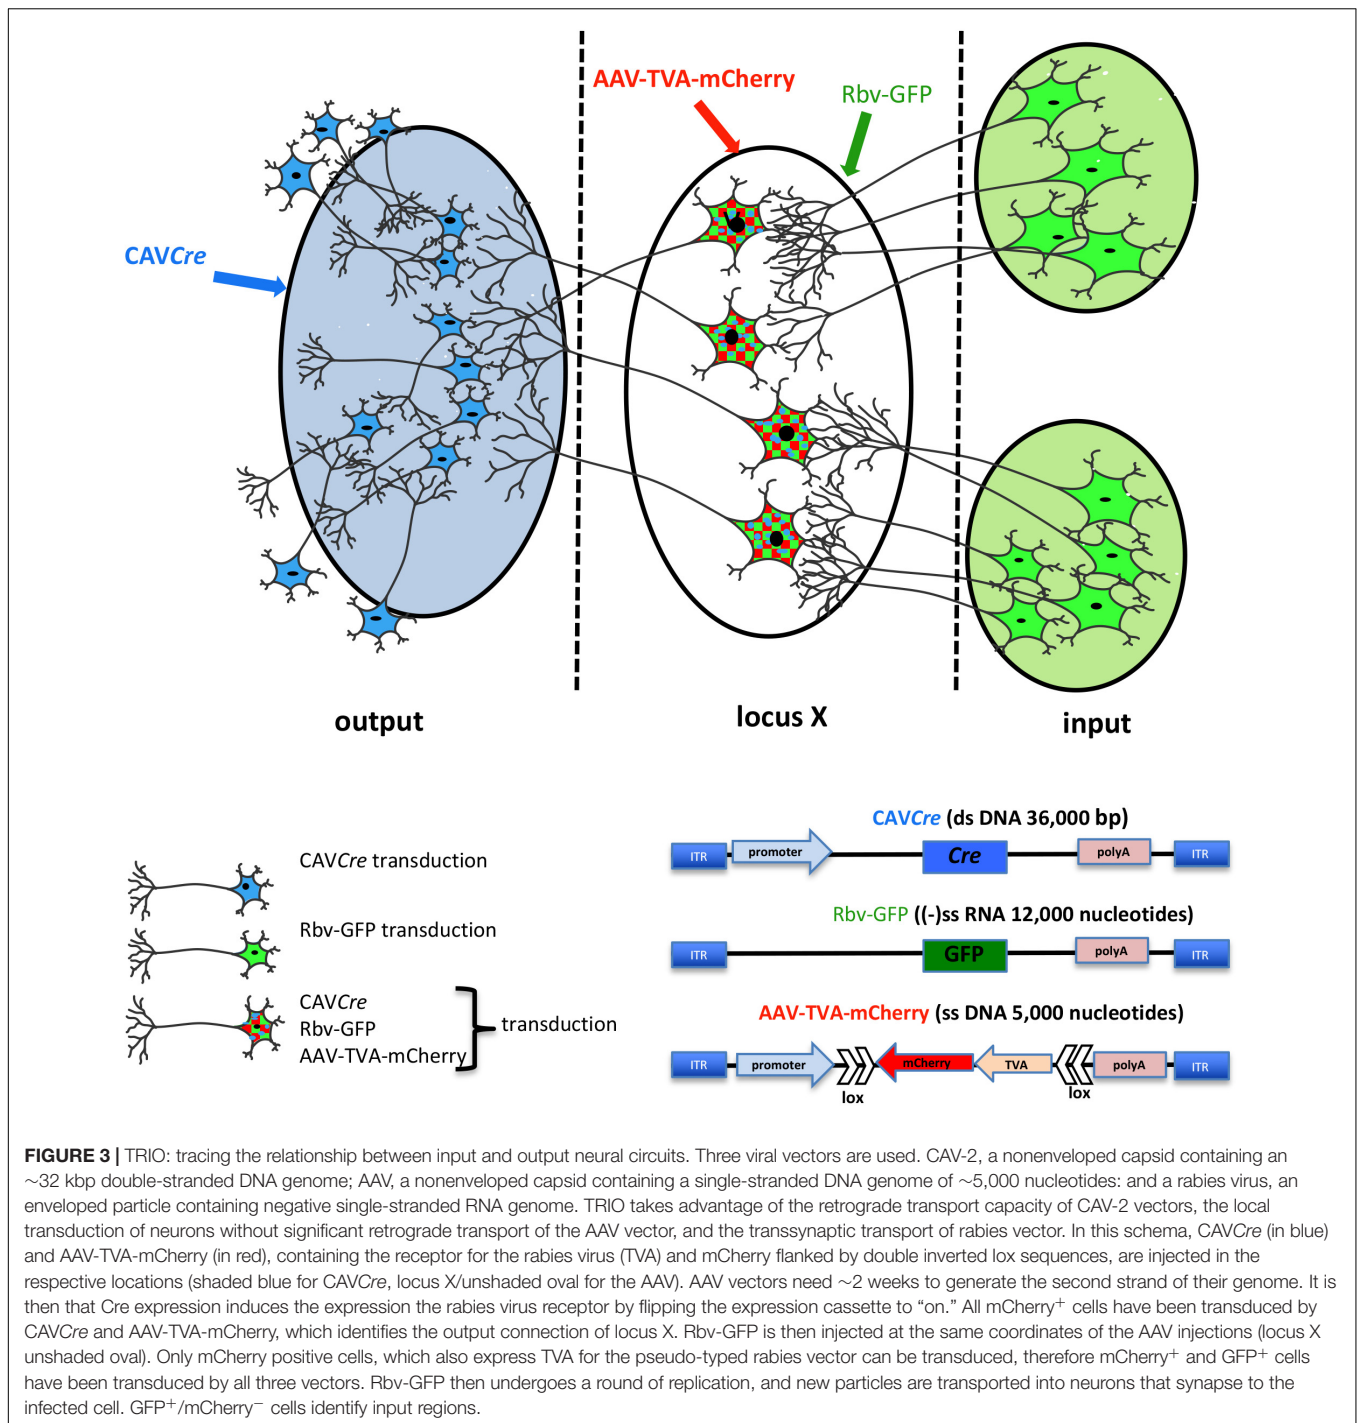 AAV-TVA-mCherry
Rbv-GFP
CAVCre
output
locus X
input
CAVCre transduction
Rbv-GFP transduction
CAVCre
Rbv-GFP
AAV-TVA-mCherry
transduction
CAVCre (ds DNA 36,000 bp)
ITR promoter Cre polyA ITR
Rbv-GFP ((-)ss RNA 12,000 nucleotides)
ITR GFP polyA ITR
AAV-TVA-mCherry (ss DNA 5,000 nucleotides)
ITR promoter mCherry TVA polyA ITR
lox lox
FIGURE 3 | TRIO: tracing the relationship between input and output neural circuits. Three viral vectors are used. CAV-2, a nonenveloped capsid containing an
∼32 kbp double-stranded DNA genome; AAV, a nonenveloped capsid containing a single-stranded DNA genome of ∼5,000 nucleotides: and a rabies virus, an
enveloped particle containing negative single-stranded RNA genome. TRIO takes advantage of the retrograde transport capacity of CAV-2 vectors, the local
transduction of neurons without significant retrograde transport of the AAV vector, and the transsynaptic transport of rabies vector. In this schema, CAVCre (in blue)
and AAV-TVA-mCherry (in red), containing the receptor for the rabies virus (TVA) and mCherry flanked by double inverted lox sequences, are injected in the
respective locations (shaded blue for CAVCre, locus X/unshaded oval for the AAV). AAV vectors need ∼2 weeks to generate the second strand of their genome. It is
then that Cre expression induces the expression the rabies virus receptor by flipping the expression cassette to “on.” All mCherry⁺ cells have been transduced by
CAVCre and AAV-TVA-mCherry, which identifies the output connection of locus X. Rbv-GFP is then injected at the same coordinates of the AAV injections (locus X
unshaded oval). Only mCherry positive cells, which also express TVA for the pseudo-typed rabies vector can be transduced, therefore mCherry⁺ and GFP⁺ cells
have been transduced by all three vectors. Rbv-GFP then undergoes a round of replication, and new particles are transported into neurons that synapse to the
infected cell. GFP⁺/mCherry⁻ cells identify input regions.